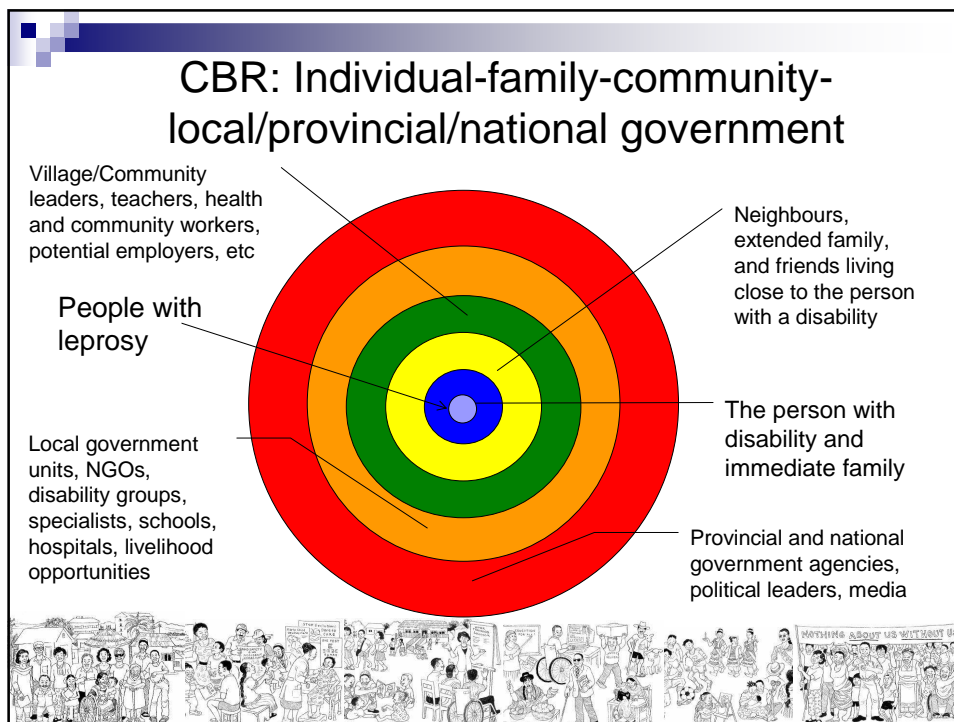 CBR: Individual-family-community-
local/provincial/national government
Village/Community
leaders, teachers, health
and community workers,
potential employers, etc
Neighbours,
extended family,
and friends living
close to the person
with a disability
People with
leprosy
The person with
disability and
immediate family
Local government
units, NGOs,
disability groups,
specialists, schools,
hospitals, livelihood
opportunities
Provincial and national
government agencies,
political leaders, media
NOTHING ABOUT US WITHOUT US